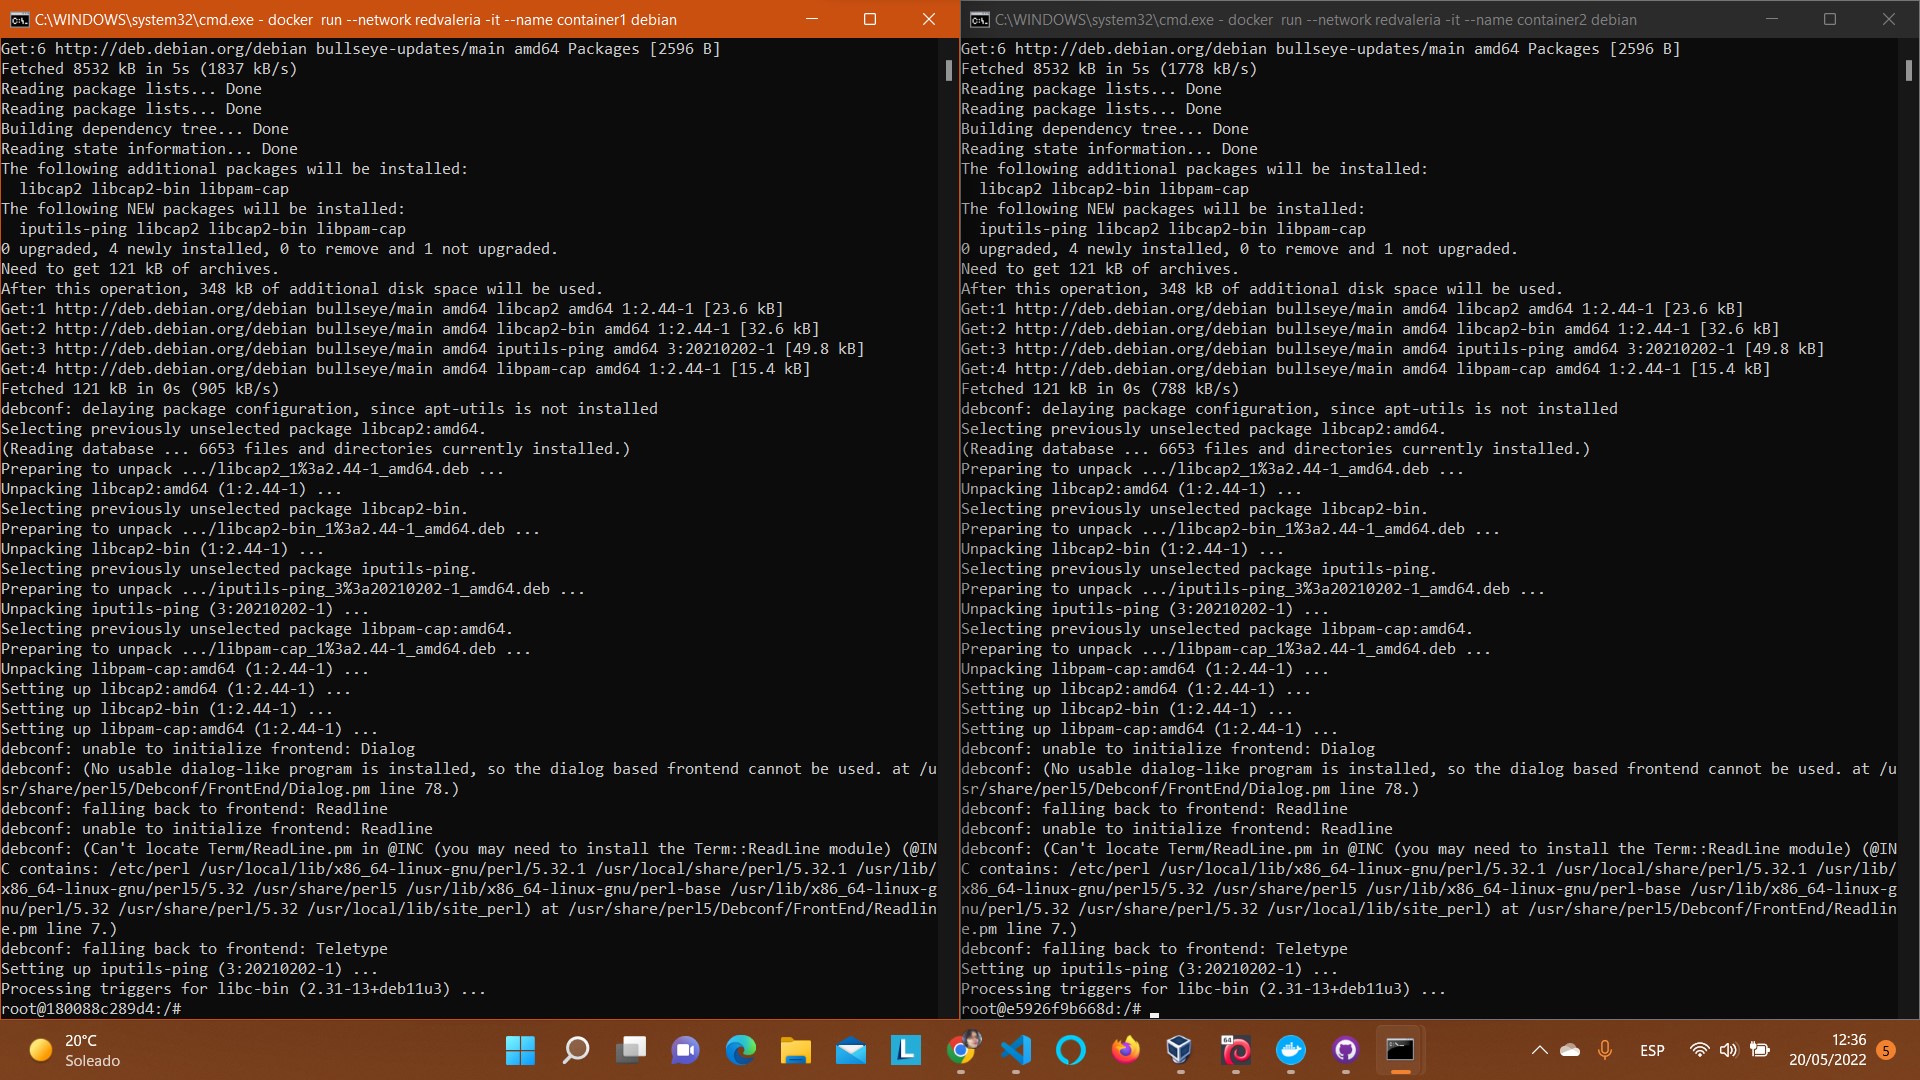 C:\WINDOWS\system32\cmd.exe - docker  run --network redvaleria -it --name container1 debian
Get:6 http://deb.debian.org/debian bullseye-updates/main amd64 Packages [2596 B]
Fetched 8532 kB in 5s (1837 kB/s)
Reading package lists... Done
Reading package lists... Done
Building dependency tree... Done
Reading state information... Done
The following additional packages will be installed:
  libcap2 libcap2-bin libpam-cap
The following NEW packages will be installed:
  iputils-ping libcap2 libcap2-bin libpam-cap
0 upgraded, 4 newly installed, 0 to remove and 1 not upgraded.
Need to get 121 kB of archives.
After this operation, 348 kB of additional disk space will be used.
Get:1 http://deb.debian.org/debian bullseye/main amd64 libcap2 amd64 1:2.44-1 [23.6 kB]
Get:2 http://deb.debian.org/debian bullseye/main amd64 libcap2-bin amd64 1:2.44-1 [32.6 kB]
Get:3 http://deb.debian.org/debian bullseye/main amd64 iputils-ping amd64 3:20210202-1 [49.8 kB]
Get:4 http://deb.debian.org/debian bullseye/main amd64 libpam-cap amd64 1:2.44-1 [15.4 kB]
Fetched 121 kB in 0s (905 kB/s)
debconf: delaying package configuration, since apt-utils is not installed
Selecting previously unselected package libcap2:amd64.
(Reading database ... 6653 files and directories currently installed.)
Preparing to unpack .../libcap2_1%3a2.44-1_amd64.deb ...
Unpacking libcap2:amd64 (1:2.44-1) ...
Selecting previously unselected package libcap2-bin.
Preparing to unpack .../libcap2-bin_1%3a2.44-1_amd64.deb ...
Unpacking libcap2-bin (1:2.44-1) ...
Selecting previously unselected package iputils-ping.
Preparing to unpack .../iputils-ping_3%3a20210202-1_amd64.deb ...
Unpacking iputils-ping (3:20210202-1) ...
Selecting previously unselected package libpam-cap:amd64.
Preparing to unpack .../libpam-cap_1%3a2.44-1_amd64.deb ...
Unpacking libpam-cap:amd64 (1:2.44-1) ...
Setting up libcap2:amd64 (1:2.44-1) ...
Setting up libcap2-bin (1:2.44-1) ...
Setting up libpam-cap:amd64 (1:2.44-1) ...
debconf: unable to initialize frontend: Dialog
debconf: (No usable dialog-like program is installed, so the dialog based frontend cannot be used. at /u
sr/share/perl5/Debconf/FrontEnd/Dialog.pm line 78.)
debconf: falling back to frontend: Readline
debconf: unable to initialize frontend: Readline
debconf: (Can't locate Term/ReadLine.pm in @INC (you may need to install the Term::ReadLine module) (@IN
C contains: /etc/perl /usr/local/lib/x86_64-linux-gnu/perl/5.32.1 /usr/local/share/perl/5.32.1 /usr/lib/
x86_64-linux-gnu/perl5/5.32 /usr/share/perl5 /usr/lib/x86_64-linux-gnu/perl-base /usr/lib/x86_64-linux-g
nu/perl/5.32 /usr/share/perl/5.32 /usr/local/lib/site_perl) at /usr/share/perl5/Debconf/FrontEnd/Readlin
e.pm line 7.)
debconf: falling back to frontend: Teletype
Setting up iputils-ping (3:20210202-1) ...
Processing triggers for libc-bin (2.31-13+deb11u3) ...
root@180088c289d4:/#
C:\WINDOWS\system32\cmd.exe - docker  run --network redvaleria -it --name container2 debian
Get:6 http://deb.debian.org/debian bullseye-updates/main amd64 Packages [2596 B]
Fetched 8532 kB in 5s (1778 kB/s)
Reading package lists... Done
Reading package lists... Done
Building dependency tree... Done
Reading state information... Done
The following additional packages will be installed:
  libcap2 libcap2-bin libpam-cap
The following NEW packages will be installed:
  iputils-ping libcap2 libcap2-bin libpam-cap
0 upgraded, 4 newly installed, 0 to remove and 1 not upgraded.
Need to get 121 kB of archives.
After this operation, 348 kB of additional disk space will be used.
Get:1 http://deb.debian.org/debian bullseye/main amd64 libcap2 amd64 1:2.44-1 [23.6 kB]
Get:2 http://deb.debian.org/debian bullseye/main amd64 libcap2-bin amd64 1:2.44-1 [32.6 kB]
Get:3 http://deb.debian.org/debian bullseye/main amd64 iputils-ping amd64 3:20210202-1 [49.8 kB]
Get:4 http://deb.debian.org/debian bullseye/main amd64 libpam-cap amd64 1:2.44-1 [15.4 kB]
Fetched 121 kB in 0s (788 kB/s)
debconf: delaying package configuration, since apt-utils is not installed
Selecting previously unselected package libcap2:amd64.
(Reading database ... 6653 files and directories currently installed.)
Preparing to unpack .../libcap2_1%3a2.44-1_amd64.deb ...
Unpacking libcap2:amd64 (1:2.44-1) ...
Selecting previously unselected package libcap2-bin.
Preparing to unpack .../libcap2-bin_1%3a2.44-1_amd64.deb ...
Unpacking libcap2-bin (1:2.44-1) ...
Selecting previously unselected package iputils-ping.
Preparing to unpack .../iputils-ping_3%3a20210202-1_amd64.deb ...
Unpacking iputils-ping (3:20210202-1) ...
Selecting previously unselected package libpam-cap:amd64.
Preparing to unpack .../libpam-cap_1%3a2.44-1_amd64.deb ...
Unpacking libpam-cap:amd64 (1:2.44-1) ...
Setting up libcap2:amd64 (1:2.44-1) ...
Setting up libcap2-bin (1:2.44-1) ...
Setting up libpam-cap:amd64 (1:2.44-1) ...
debconf: unable to initialize frontend: Dialog
debconf: (No usable dialog-like program is installed, so the dialog based frontend cannot be used. at /u
sr/share/perl5/Debconf/FrontEnd/Dialog.pm line 78.)
debconf: falling back to frontend: Readline
debconf: unable to initialize frontend: Readline
debconf: (Can't locate Term/ReadLine.pm in @INC (you may need to install the Term::ReadLine module) (@IN
C contains: /etc/perl /usr/local/lib/x86_64-linux-gnu/perl/5.32.1 /usr/local/share/perl/5.32.1 /usr/lib/
x86_64-linux-gnu/perl5/5.32 /usr/share/perl5 /usr/lib/x86_64-linux-gnu/perl-base /usr/lib/x86_64-linux-g
nu/perl/5.32 /usr/share/perl/5.32 /usr/local/lib/site_perl) at /usr/share/perl5/Debconf/FrontEnd/Readlin
e.pm line 7.)
debconf: falling back to frontend: Teletype
Setting up iputils-ping (3:20210202-1) ...
Processing triggers for libc-bin (2.31-13+deb11u3) ...
root@e5926f9b668d:/#
20°C
Soleado
L
64
ESP
12:36
20/05/2022
5